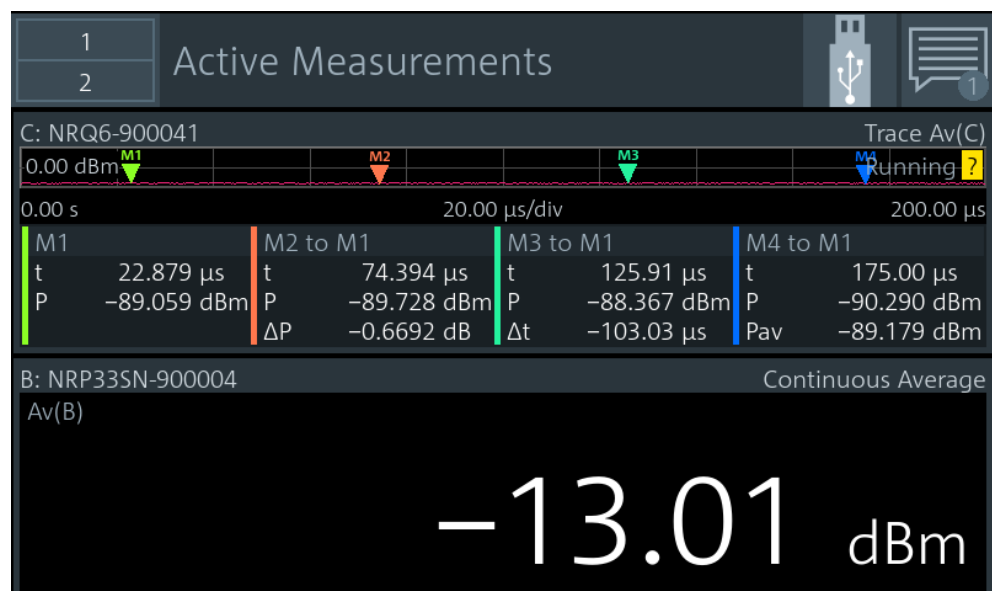 1
2
Active Measurements
1
C: NRQ6-900041 Trace Av(C)
0.00 dBm M1 M2 M3 M4 Running ?
0.00 s 20.00 µs/div 200.00 µs
M1 M2 to M1 M3 to M1 M4 to M1
t 22.879 µs t 74.394 µs t 125.91 µs t 175.00 µs
P −89.059 dBm P −89.728 dBm P −88.367 dBm P −90.290 dBm
ΔP −0.6692 dB Δt −103.03 µs Pav −89.179 dBm
B: NRP33SN-900004 Continuous Average
Av(B)
−13.01 dBm